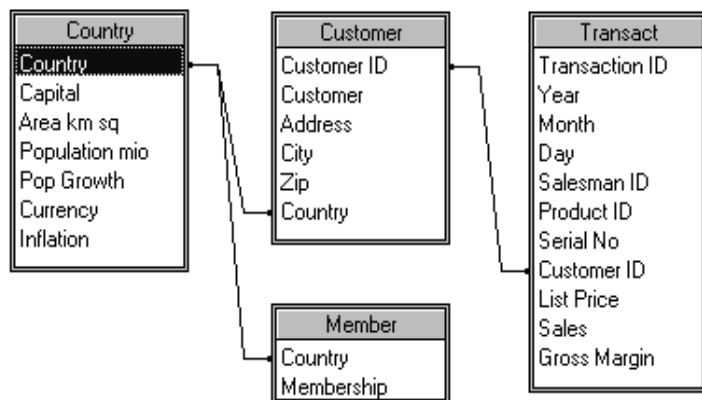 Country
Country
Capital
Area km sq
Population mio
Pop Growth
Currency
Inflation
Customer
Customer ID
Customer
Address
City
Zip
Country
Member
Country
Membership
Transact
Transaction ID
Year
Month
Day
Salesman ID
Product ID
Serial No
Customer ID
List Price
Sales
Gross Margin